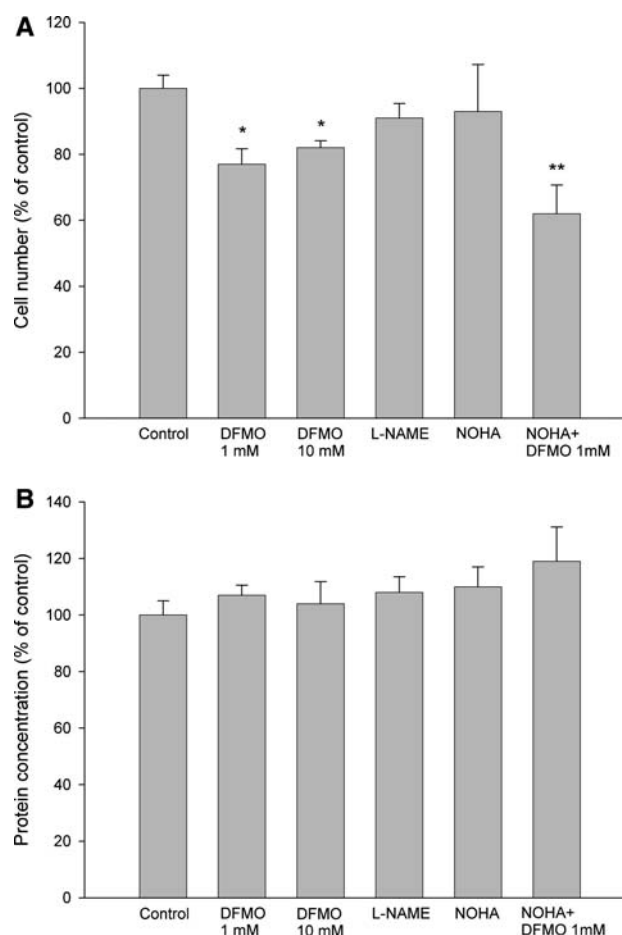 A
Cell number (% of control)
120
100
80
60
40
20
0
*
*
**
Control
DFMO
1 mM
DFMO
10 mM
L-NAME
NOHA
NOHA+
DFMO 1mM
B
Protein concentration (% of control)
140
120
100
80
60
40
20
0
Control
DFMO
1 mM
DFMO
10 mM
L-NAME
NOHA
NOHA+
DFMO 1mM